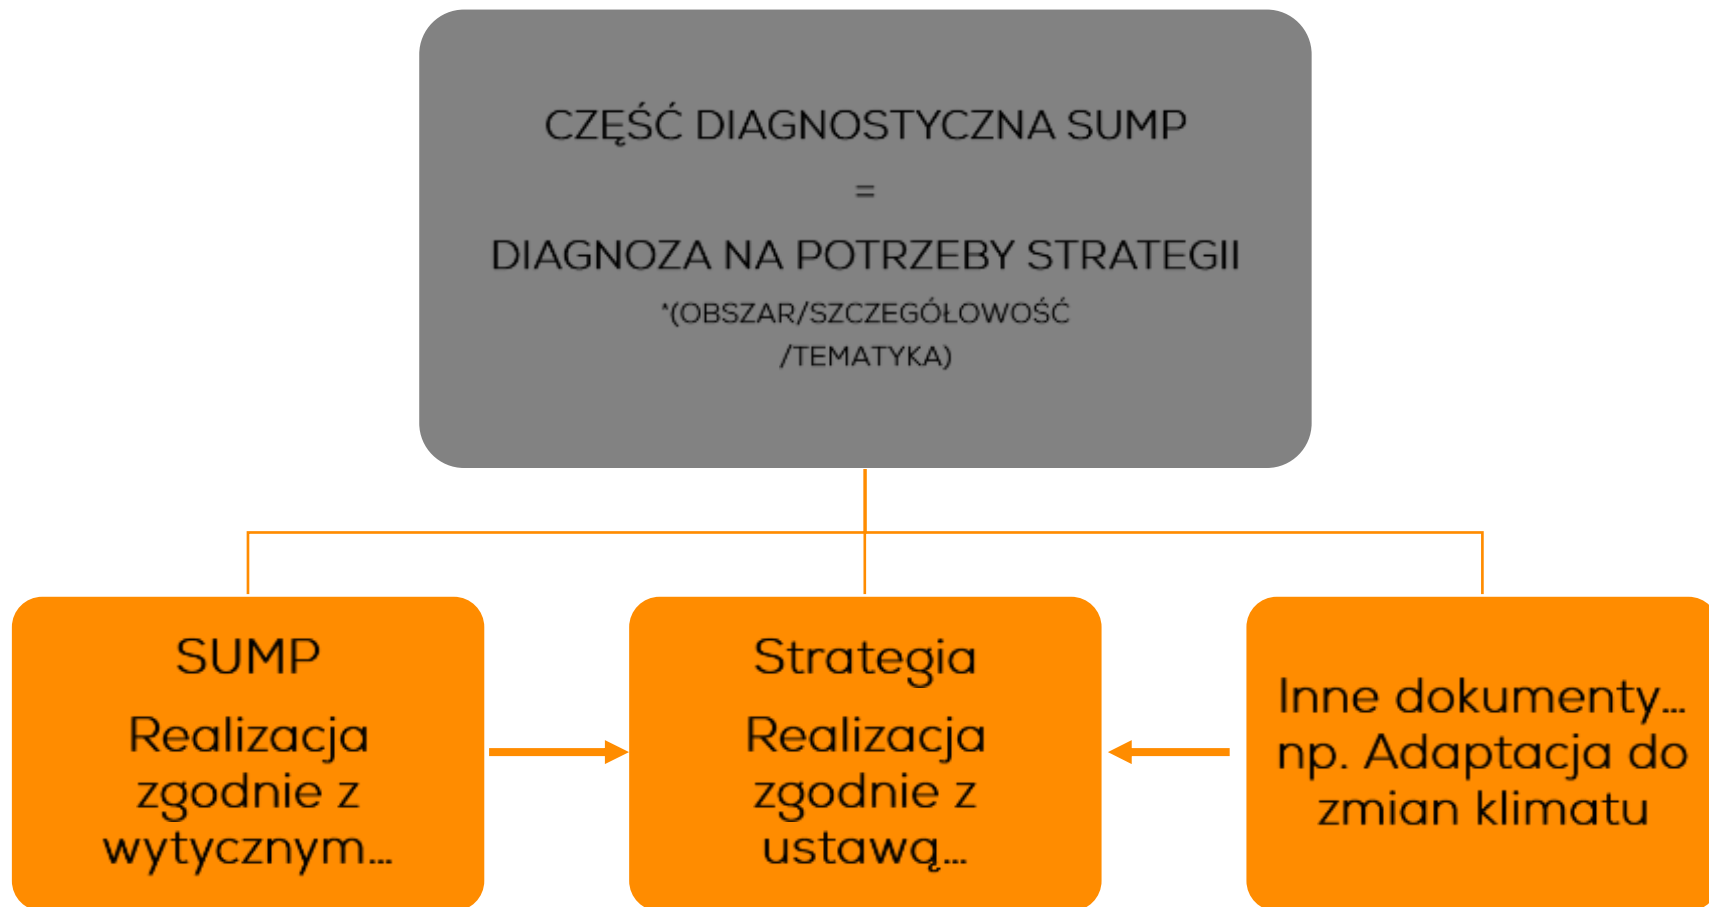 CZĘŚĆ DIAGNOSTYCZNA SUMP
=
DIAGNOZA NA POTRZEBY STRATEGII
*(OBSZAR/SZCZEGÓŁOWOŚĆ
/TEMATYKA)
SUMP
Realizacja
zgodnie z
wytycznym...
Strategia
Realizacja
zgodnie z
ustawą...
Inne dokumenty...
np. Adaptacja do
zmian klimatu